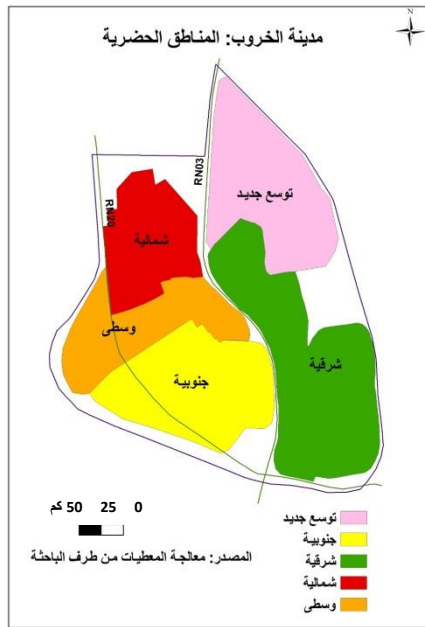 مدينة الخروب: المناطق الحضرية
N
RN03
توسع جديد
RN20
شمالية
وسطى
شرقية
جنوبية
50 كم 25 0
المصدر: معالجة المعطيات من طرف الباحثة
توسع جديد
جنوبية
شرقية
شمالية
وسطى